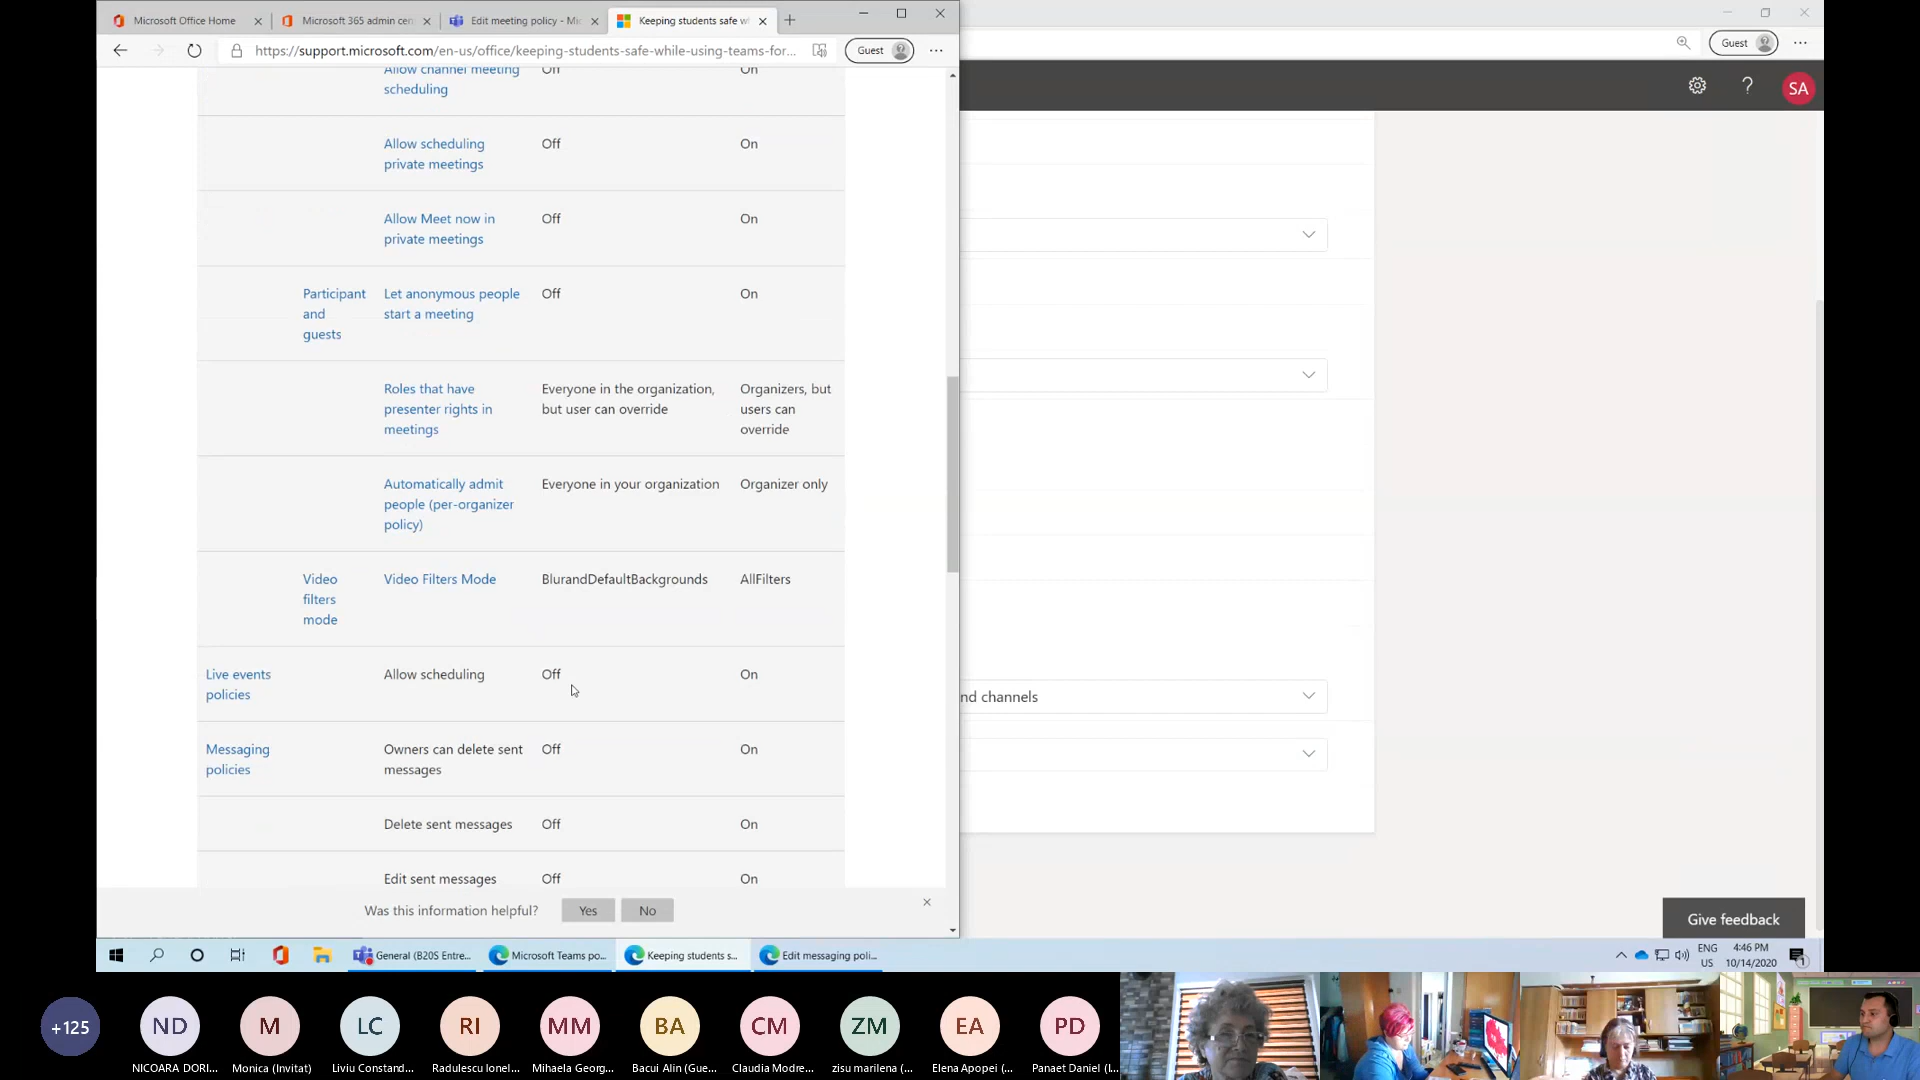 Microsoft Office Home
Microsoft 365 admin cen
Edit meeting policy - Mic
Keeping students safe w
https://support.microsoft.com/en-us/office/keeping-students-safe-while-using-teams-for...
Guest
Guest
SA
Allow channel meeting
scheduling
Off
On
Allow scheduling
private meetings
Off
On
Allow Meet now in
private meetings
Off
On
Participant
and
guests
Let anonymous people
start a meeting
Off
On
Roles that have
presenter rights in
meetings
Everyone in the organization,
but user can override
Organizers, but
users can
override
Automatically admit
people (per-organizer
policy)
Everyone in your organization
Organizer only
Video
filters
mode
Video Filters Mode
BlurandDefaultBackgrounds
AllFilters
Live events
policies
Allow scheduling
Off
On
Messaging
policies
Owners can delete sent
messages
Off
On
Delete sent messages
Off
On
Edit sent messages
Off
On
Was this information helpful?
Yes
No
nd channels
Give feedback
General (B20S Entre...
Microsoft Teams po...
Keeping students s...
Edit messaging poli...
ENG
US
4:46 PM
10/14/2020
1
+125
ND
M
LC
RI
MM
BA
CM
ZM
EA
PD
NICOARA DORI...
Monica (Invitat)
Liviu Constand...
Radulescu Ionel...
Mihaela Georg...
Bacui Alin (Gue...
Claudia Modre...
zisu marilena (...
Elena Apopei (...
Panaet Daniel (I...